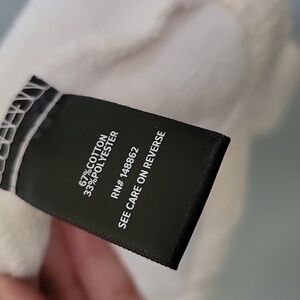 67%COTTON
33%POLYESTER
RN# 148862
SEE CARE ON REVERSE